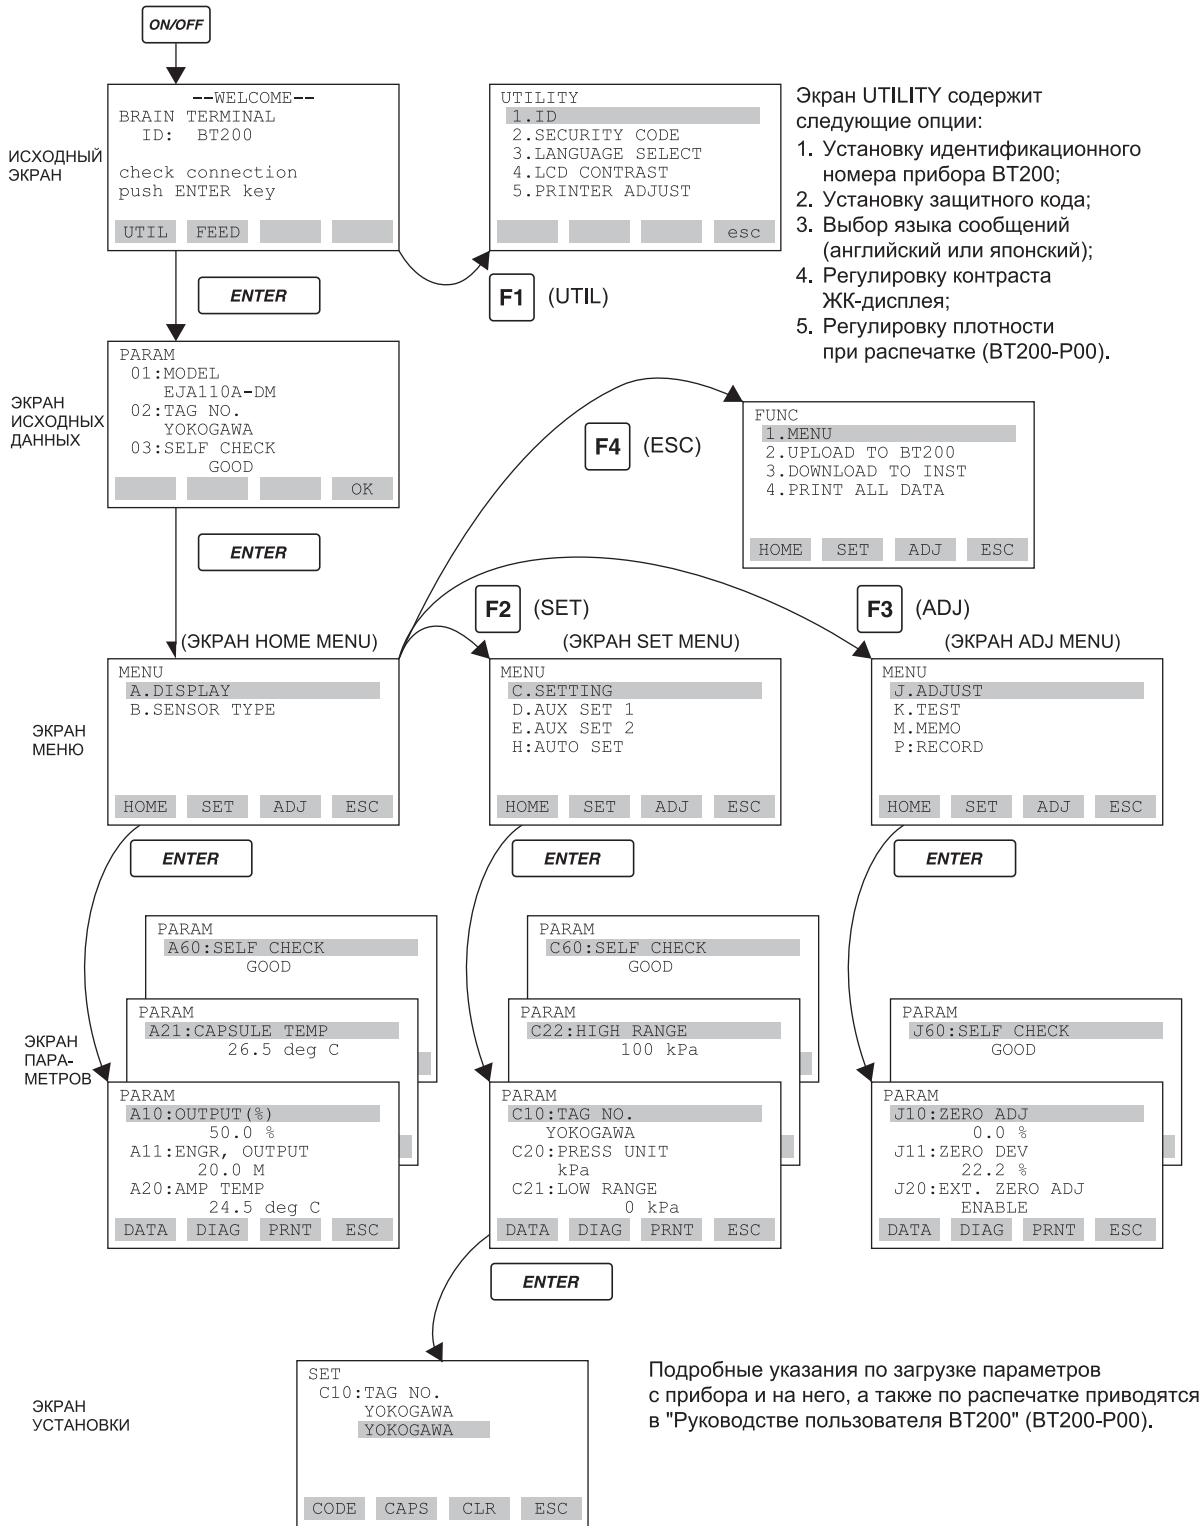 ON/OFF
ИСХОДНЫЙ
ЭКРАН
--WELCOME--
BRAIN TERMINAL
ID: BT200
check connection
push ENTER key
UTIL FEED
UTILITY
1.ID
2.SECURITY CODE
3.LANGUAGE SELECT
4.LCD CONTRAST
5.PRINTER ADJUST
esc
Экран UTILITY содержит
следующие опции:
1. Установку идентификационного
номера прибора BT200;
2. Установку защитного кода;
3. Выбор языка сообщений
(английский или японский);
4. Регулировку контраста
ЖК-дисплея;
5. Регулировку плотности
при распечатке (BT200-P00).
ENTER
F1 (UTIL)
ЭКРАН
ИСХОДНЫХ
ДАННЫХ
PARAM
01:MODEL
EJA110A-DM
02:TAG NO.
YOKOGAWA
03:SELF CHECK
GOOD
OK
F4 (ESC)
FUNC
1.MENU
2.UPLOAD TO BT200
3.DOWNLOAD TO INST
4.PRINT ALL DATA
HOME SET ADJ ESC
ENTER
F2 (SET)
F3 (ADJ)
(ЭКРАН HOME MENU)
(ЭКРАН SET MENU)
(ЭКРАН ADJ MENU)
ЭКРАН
МЕНЮ
MENU
A.DISPLAY
B.SENSOR TYPE
HOME SET ADJ ESC
MENU
C.SETTING
D.AUX SET 1
E.AUX SET 2
H:AUTO SET
HOME SET ADJ ESC
MENU
J.ADJUST
K.TEST
M.MEMO
P:RECORD
HOME SET ADJ ESC
ENTER
ENTER
ENTER
ЭКРАН
ПАРА-
МЕТРОВ
PARAM
A60:SELF CHECK
GOOD
PARAM
A21:CAPSULE TEMP
26.5 deg C
PARAM
A10:OUTPUT(%)
50.0 %
A11:ENGR, OUTPUT
20.0 M
A20:AMP TEMP
24.5 deg C
DATA DIAG PRNT ESC
PARAM
C60:SELF CHECK
GOOD
PARAM
C22:HIGH RANGE
100 kPa
PARAM
C10:TAG NO.
YOKOGAWA
C20:PRESS UNIT
kPa
C21:LOW RANGE
0 kPa
DATA DIAG PRNT ESC
PARAM
J60:SELF CHECK
GOOD
PARAM
J10:ZERO ADJ
0.0 %
J11:ZERO DEV
22.2 %
J20:EXT. ZERO ADJ
ENABLE
DATA DIAG PRNT ESC
ENTER
ЭКРАН
УСТАНОВКИ
SET
C10:TAG NO.
YOKOGAWA
YOKOGAWA
CODE CAPS CLR ESC
Подробные указания по загрузке параметров
с прибора и на него, а также по распечатке приводятся
в "Руководстве пользователя BT200" (BT200-P00).